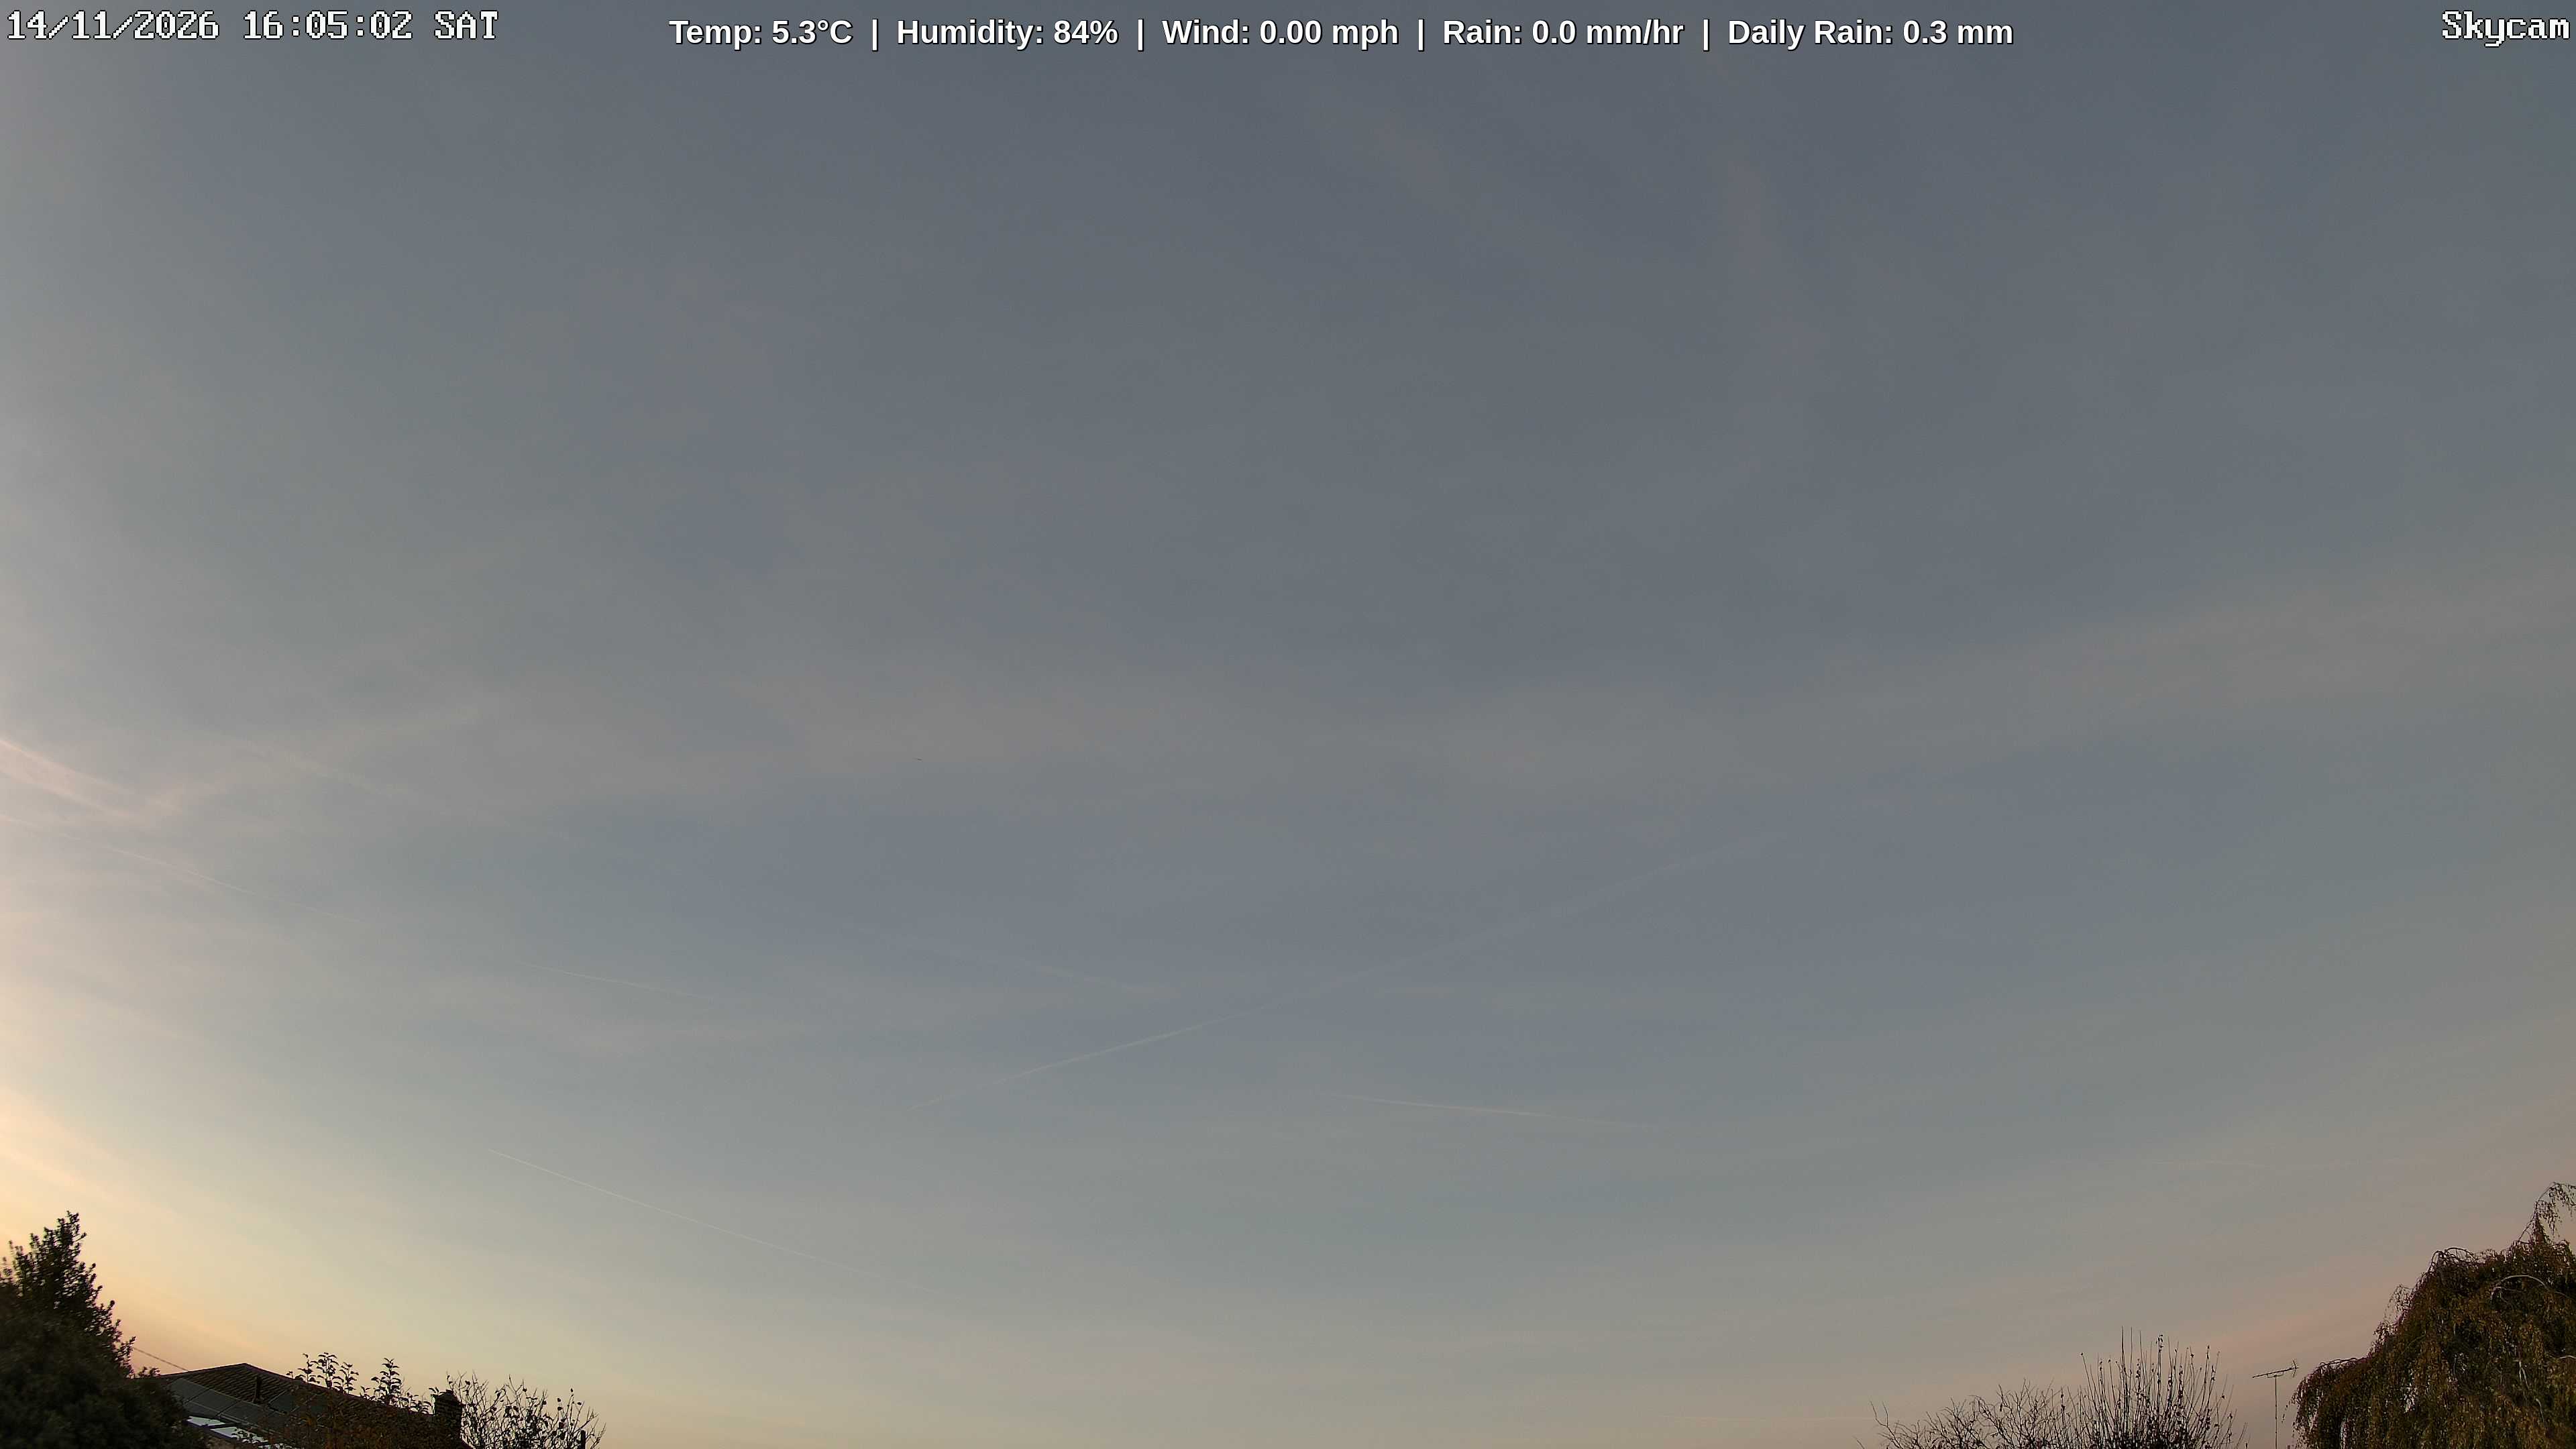 14/11/2026 16:05:02 SAT
Temp: 5.3°C | Humidity: 84% | Wind: 0.00 mph | Rain: 0.0 mm/hr | Daily Rain: 0.3 mm
Skycam